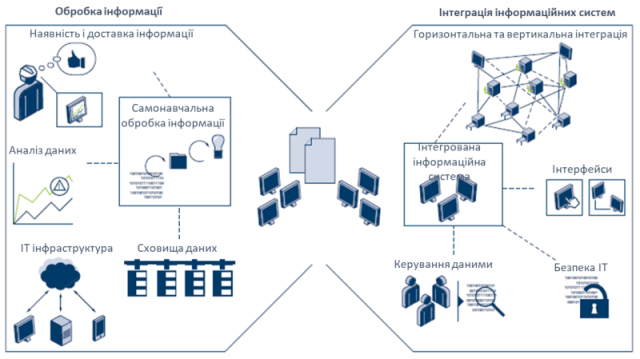 Обробка інформації
Наявність і доставка інформації
Самонавчальна
обробка інформації
Аналіз даних
ІТ інфраструктура
Сховища даних
Інтеграція інформаційних систем
Горизонтальна та вертикальна інтеграція
Інтегрована
інформаційна
система
Інтерфейси
Керування даними
Безпека ІТ